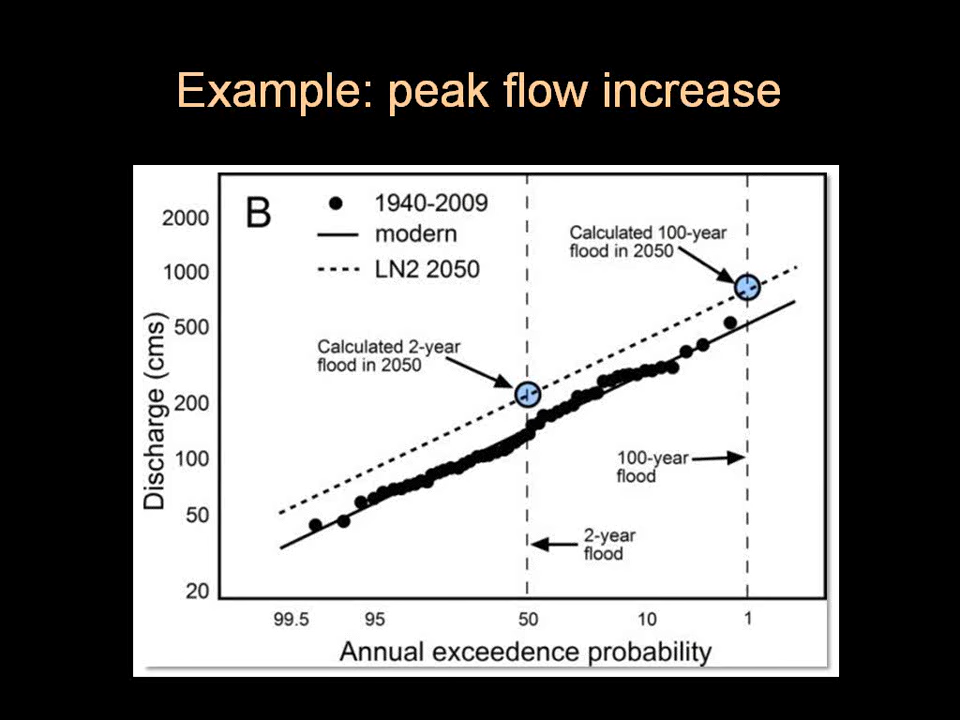 Example: peak flow increase
B
1940-2009
modern
LN2 2050
Calculated 100-year
flood in 2050
Calculated 2-year
flood in 2050
100-year
flood
2-year
flood
Discharge (cms)
2000
1000
500
200
100
50
20
99.5 95 50 10 1
Annual exceedence probability